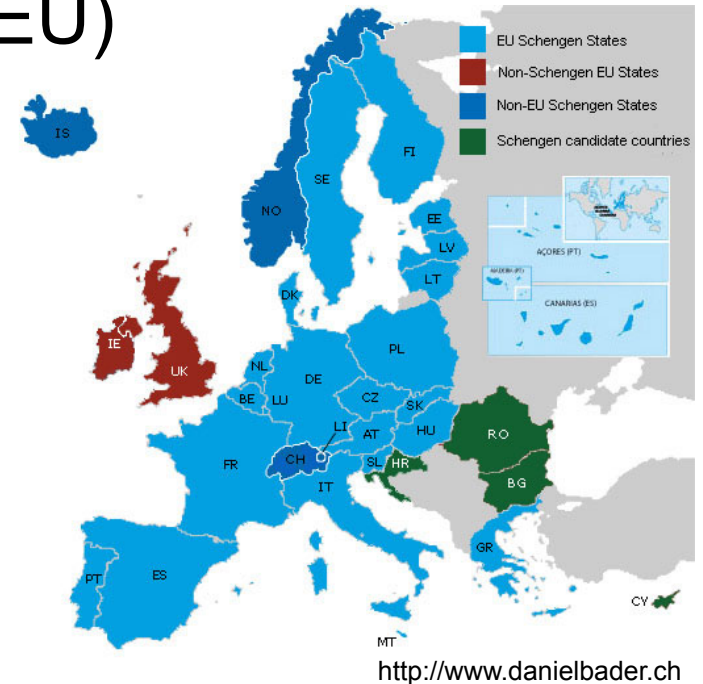 EU)
EU Schengen States
Non-Schengen EU States
Non-EU Schengen States
Schengen candidate countries
IS
FI
SE
NO
EE
LV
LT
AÇORES (PT)
MADEIRA (PT)
CANARIAS (ES)
DK
IE
UK
NL
BE
LU
DE
PL
CZ
SK
LI
AT
HU
RO
FR
CH
SL
HR
BG
IT
GR
PT
ES
CY
MT
http://www.danielbader.ch